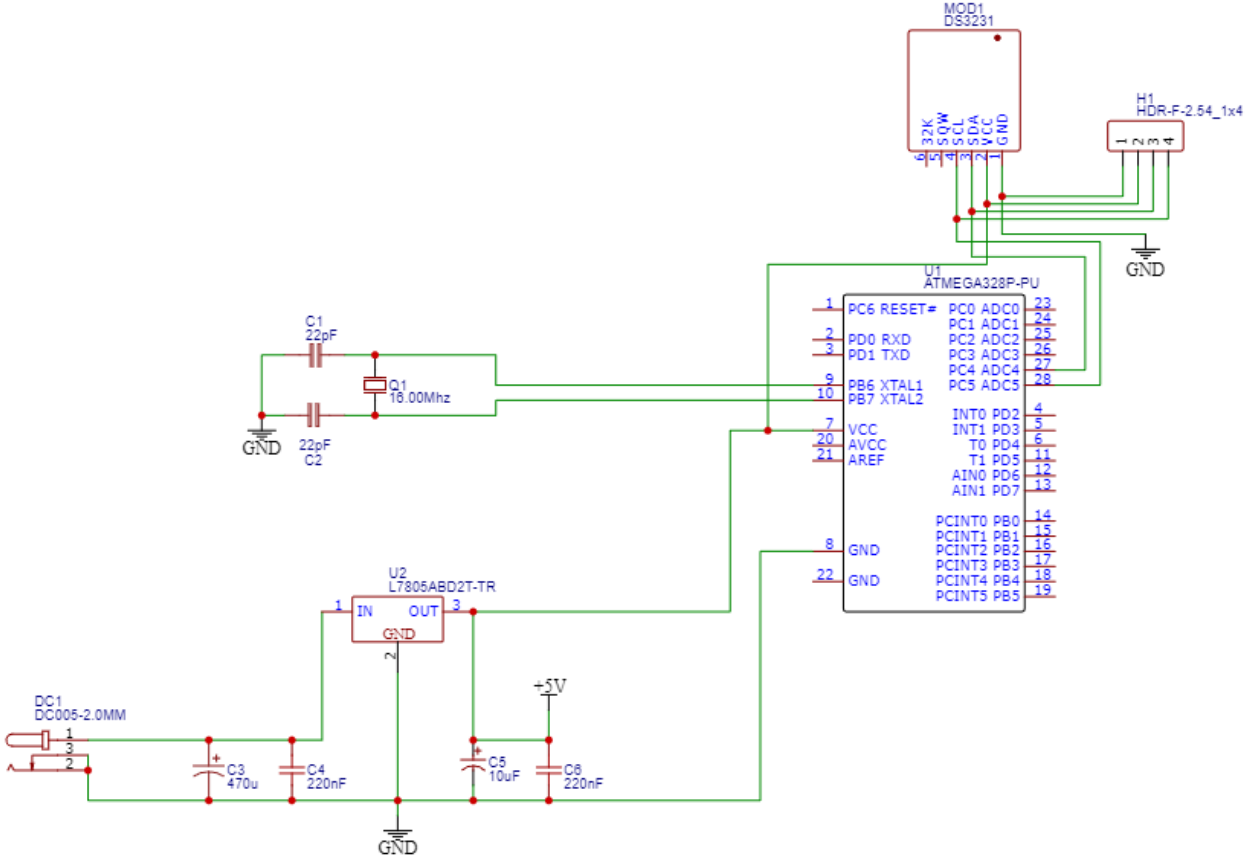 MOD1
DS3231
32K
SQW
SCL
SDA
VCC
GND
6
5
4
3
2
1
H1
HDR-F-2.54_1x4
1
2
3
4
GND
U1
ATMEGA328P-PU
1 PC6 RESET# PC0 ADC0 23
PC1 ADC1 24
2 PD0 RXD PC2 ADC2 25
3 PD1 TXD PC3 ADC3 26
PC4 ADC4 27
9 PB6 XTAL1 PC5 ADC5 28
10 PB7 XTAL2
INT0 PD2 4
7 VCC INT1 PD3 5
20 AVCC T0 PD4 6
21 AREF T1 PD5 11
AIN0 PD6 12
AIN1 PD7 13
PCINT0 PB0 14
PCINT1 PB1 15
8 GND PCINT2 PB2 16
PCINT3 PB3 17
22 GND PCINT4 PB4 18
PCINT5 PB5 19
C1
22pF
Q1
16.00Mhz
GND
22pF
C2
U2
L7805ABD2T-TR
1 IN OUT 3
GND
2
+5V
DC1
DC005-2.0MM
1
3
2
+
C3
470u
C4
220nF
+
C5
10uF
C6
220nF
GND